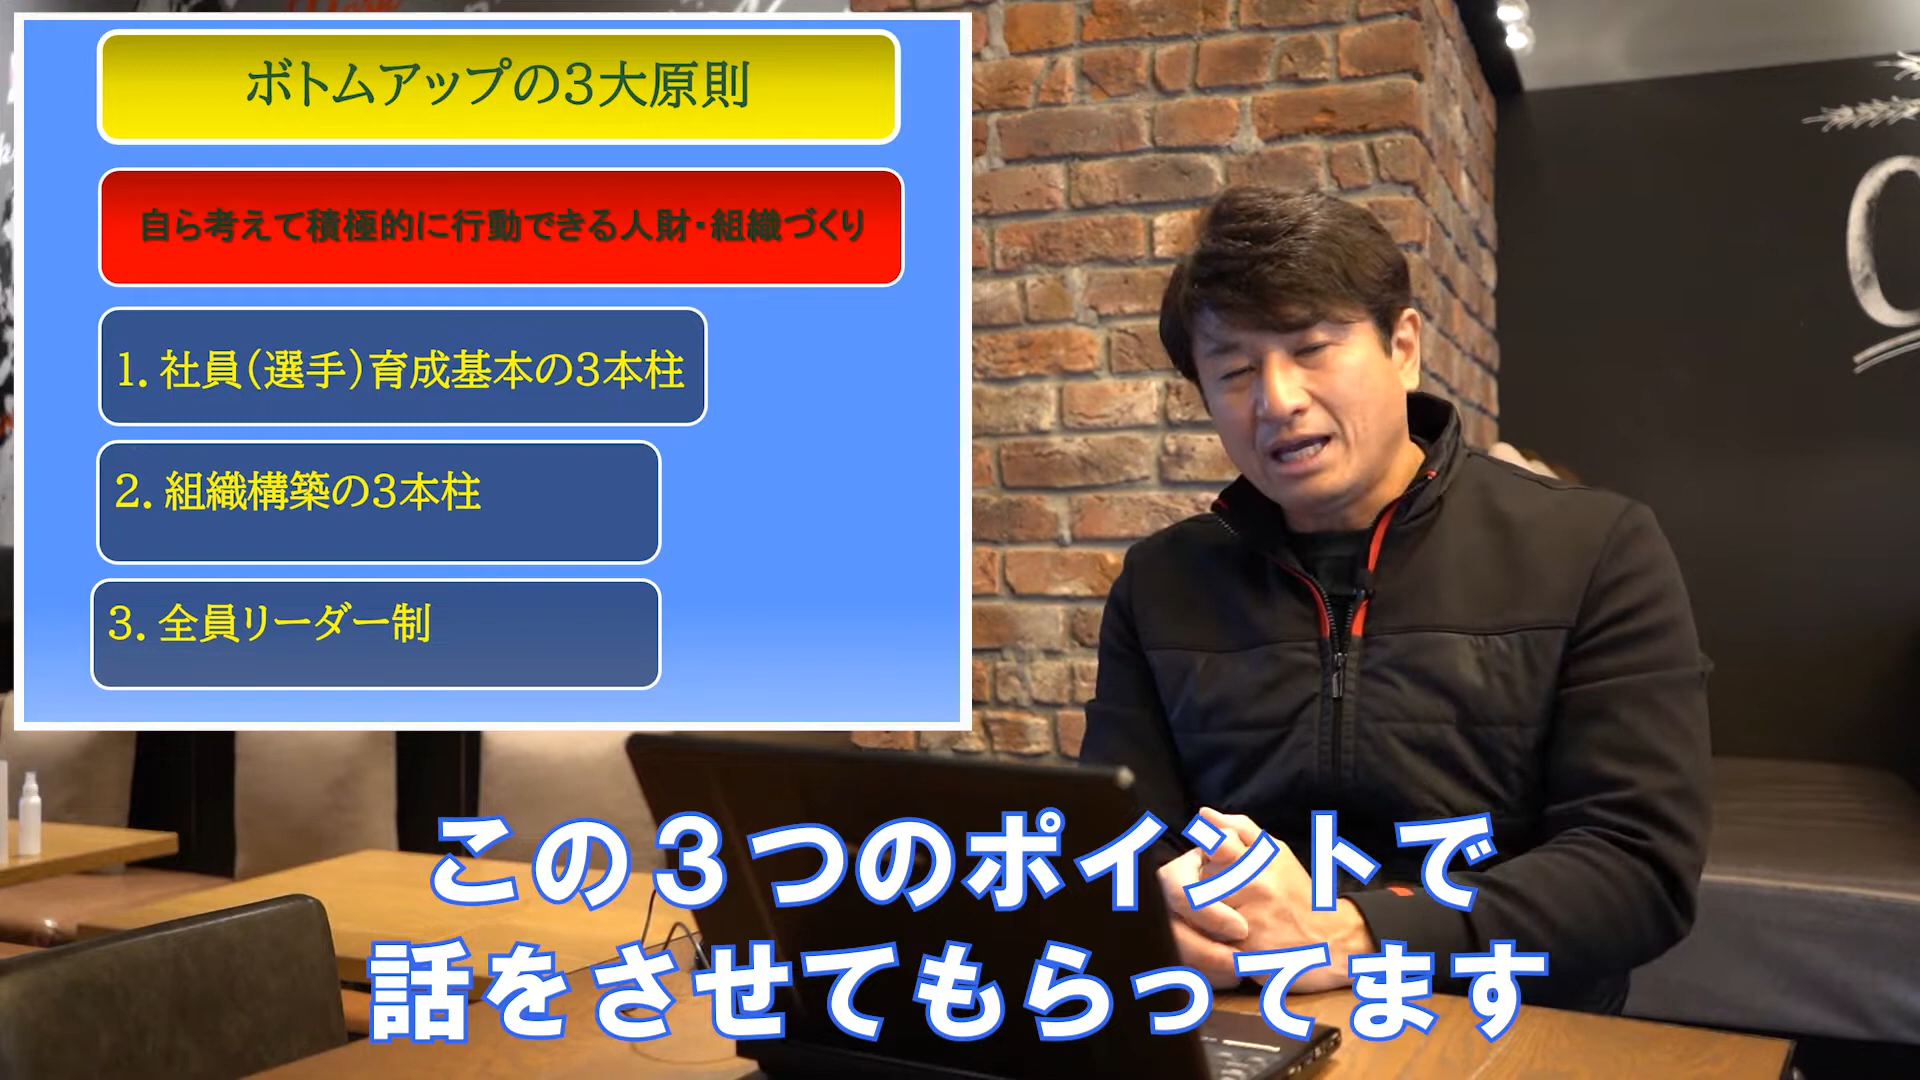 ボトムアップの3大原則
自ら考えて積極的に行動できる人財・組織づくり
1. 社員(選手)育成基本の3本柱
2. 組織構築の3本柱
3. 全員リーダー制
この3つのポイントで
話をさせてもらってます